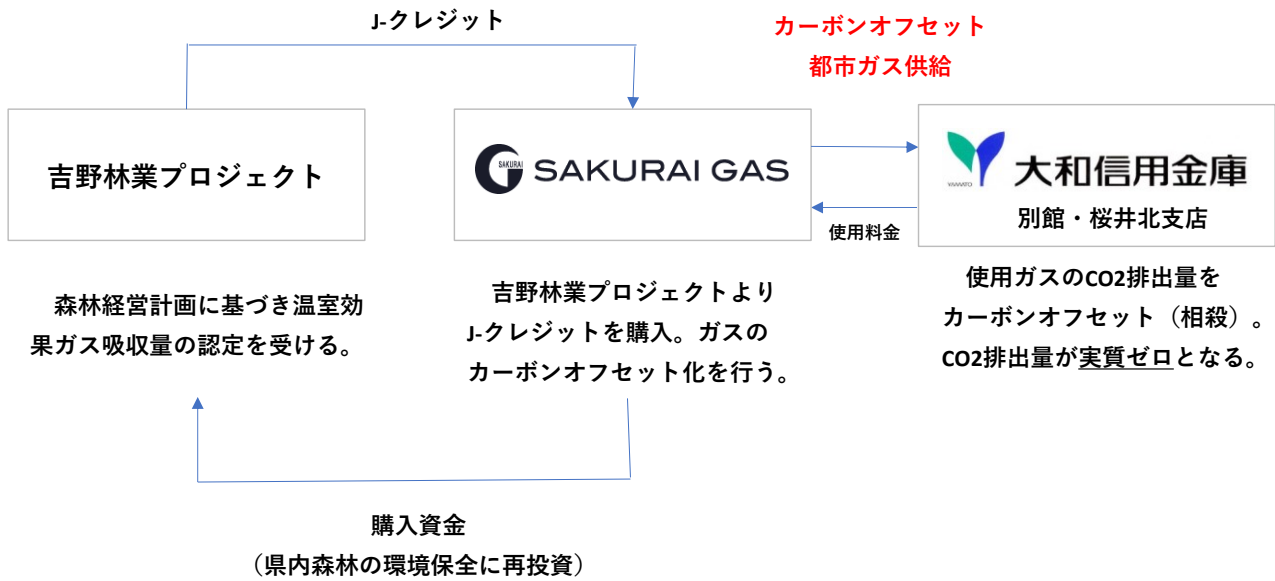 J-クレジット
カーボンオフセット
都市ガス供給
吉野林業プロジェクト
SAKURAI
SAKURAI GAS
YAMATO
大和信用金庫
別館・桜井北支店
使用料金
森林経営計画に基づき温室効
果ガス吸収量の認定を受ける。
吉野林業プロジェクトより
J-クレジットを購入。ガスの
カーボンオフセット化を行う。
使用ガスのCO2排出量を
カーボンオフセット（相殺）。
CO2排出量が実質ゼロとなる。
購入資金
（県内森林の環境保全に再投資）